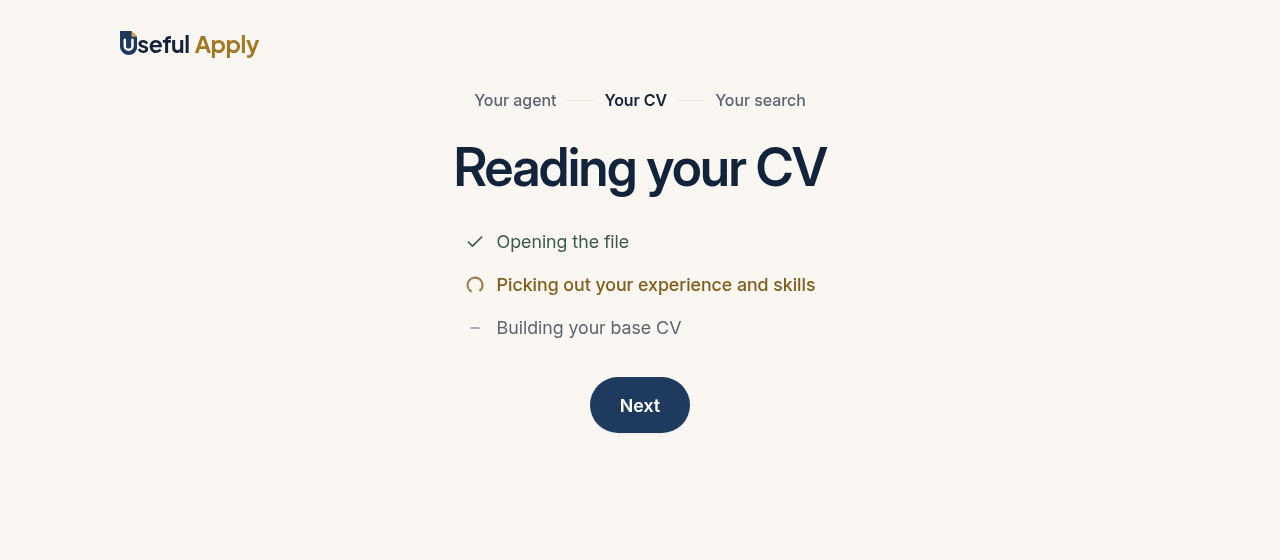 Useful Apply
Your agent Your CV Your search
Reading your CV
Opening the file
Picking out your experience and skills
Building your base CV
Next